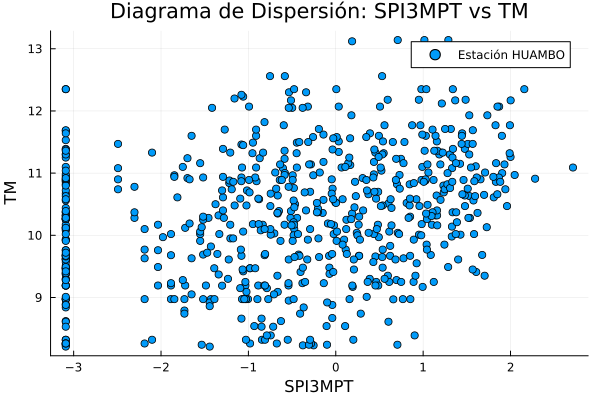 Diagrama de Dispersión: SPI3MPT vs TM
Estación HUAMBO
TM
13
12
11
10
9
−3
−2
−1
0
1
2
SPI3MPT